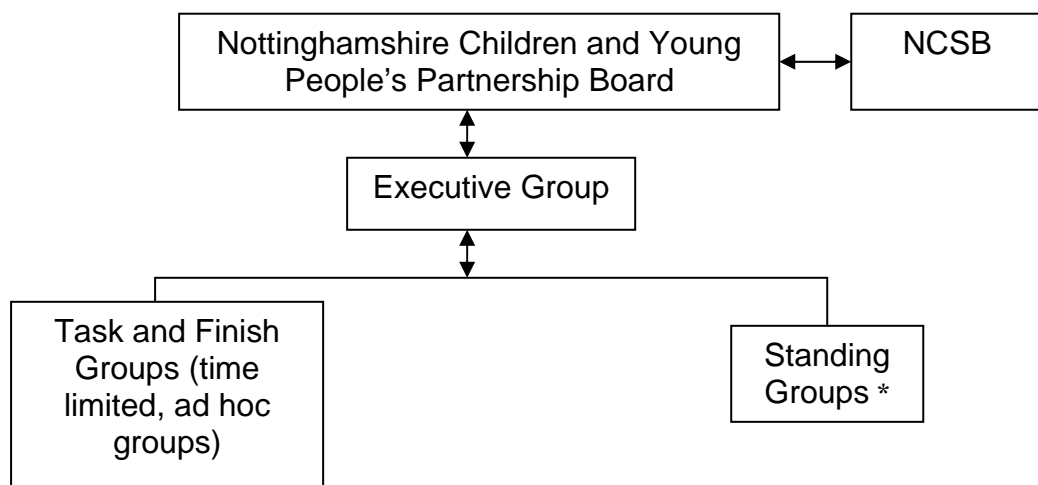 Nottinghamshire Children and Young
People’s Partnership Board
NCSB
Executive Group
Task and Finish
Groups (time
limited, ad hoc
groups)
Standing
Groups *